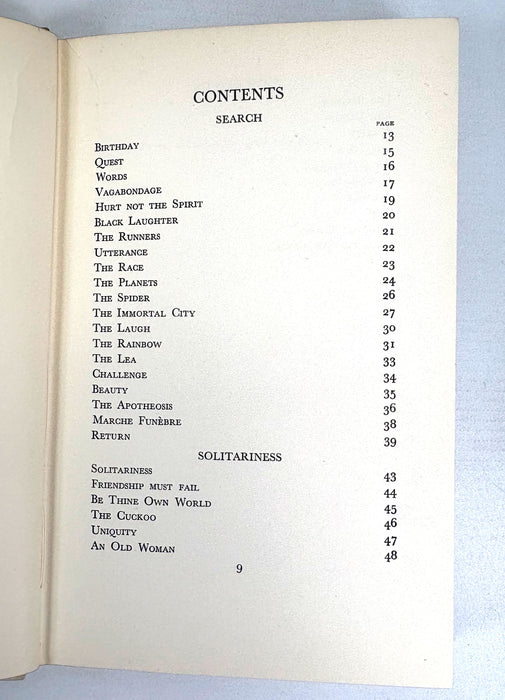 CONTENTS
SEARCH
PAGE
Birthday 13
Quest 15
Words 16
Vagabondage 17
Hurt not the Spirit 19
Black Laughter 20
The Runners 21
Utterance 22
The Race 23
The Planets 24
The Spider 26
The Immortal City 27
The Laugh 30
The Rainbow 31
The Lea 33
Challenge 34
Beauty 35
The Apotheosis 36
Marche Funèbre 38
Return 39
SOLITARINESS
Solitariness 43
Friendship must fail 44
Be Thine Own World 45
The Cuckoo 46
Uniquity 47
An Old Woman 48
9